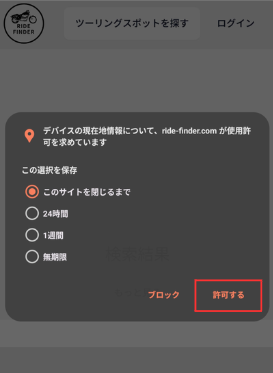 RIDE
FINDER
ツーリングスポットを探す
ログイン
デバイスの現在地情報について、ride-finder.com が使用許
可を求めています
この選択を保存
このサイトを閉じるまで
24時間
1週間
無期限
ブロック
許可する